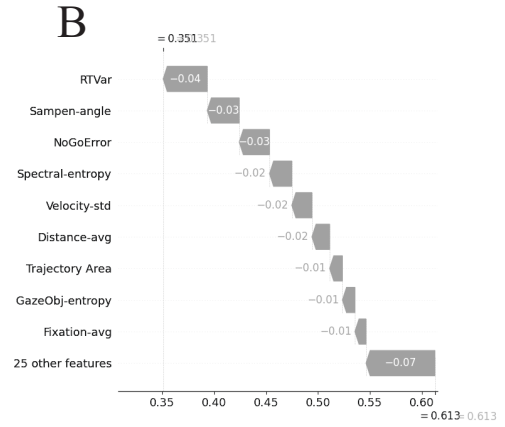 B
= 0.351
RTVar −0.04
Sampen-angle −0.03
NoGoError −0.03
Spectral-entropy −0.02
Velocity-std −0.02
Distance-avg −0.02
Trajectory Area −0.01
GazeObj-entropy −0.01
Fixation-avg −0.01
25 other features −0.07
0.35 0.40 0.45 0.50 0.55 0.60
= 0.613 = 0.613